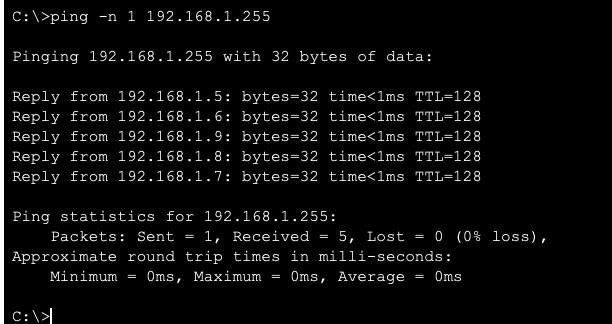 C:\>ping -n 1 192.168.1.255
Pinging 192.168.1.255 with 32 bytes of data:
Reply from 192.168.1.5: bytes=32 time<1ms TTL=128
Reply from 192.168.1.6: bytes=32 time<1ms TTL=128
Reply from 192.168.1.9: bytes=32 time<1ms TTL=128
Reply from 192.168.1.8: bytes=32 time<1ms TTL=128
Reply from 192.168.1.7: bytes=32 time<1ms TTL=128
Ping statistics for 192.168.1.255:
    Packets: Sent = 1, Received = 5, Lost = 0 (0% loss),
Approximate round trip times in milli-seconds:
    Minimum = 0ms, Maximum = 0ms, Average = 0ms
C:\>